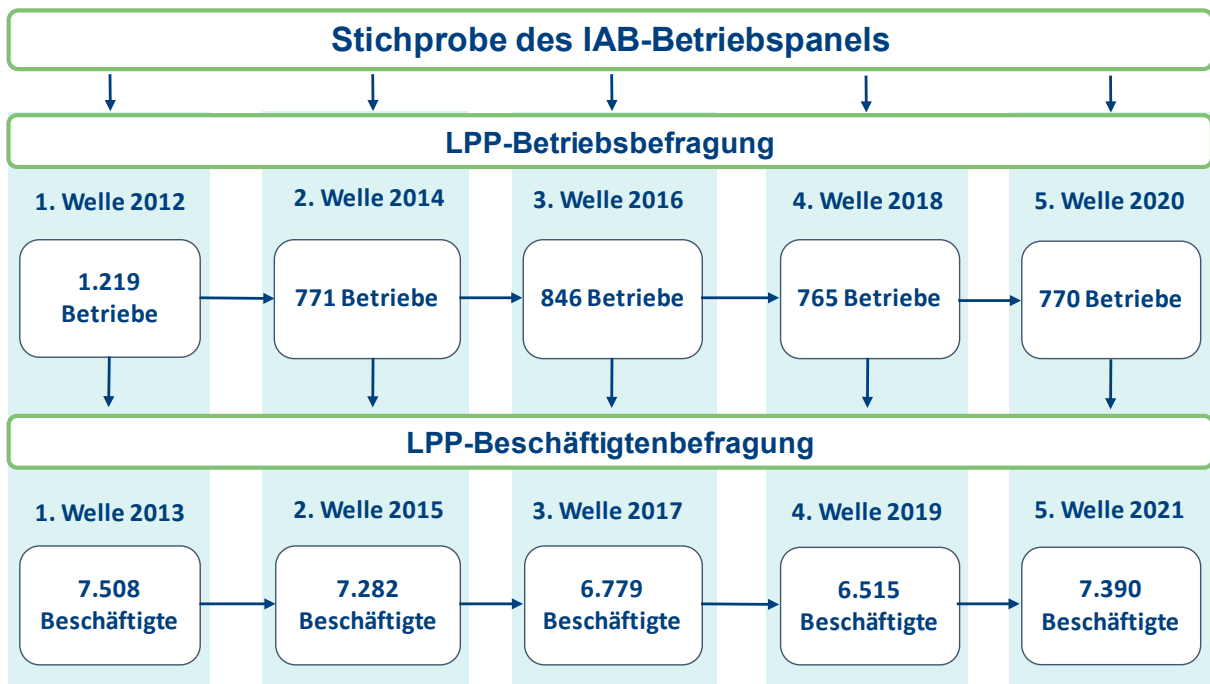 Stichprobe des IAB-Betriebspanels
LPP-Betriebsbefragung
1. Welle 2012
2. Welle 2014
3. Welle 2016
4. Welle 2018
5. Welle 2020
1.219
Betriebe
771 Betriebe
846 Betriebe
765 Betriebe
770 Betriebe
LPP-Beschäftigtenbefragung
1. Welle 2013
2. Welle 2015
3. Welle 2017
4. Welle 2019
5. Welle 2021
7.508
Beschäftigte
7.282
Beschäftigte
6.779
Beschäftigte
6.515
Beschäftigte
7.390
Beschäftigte